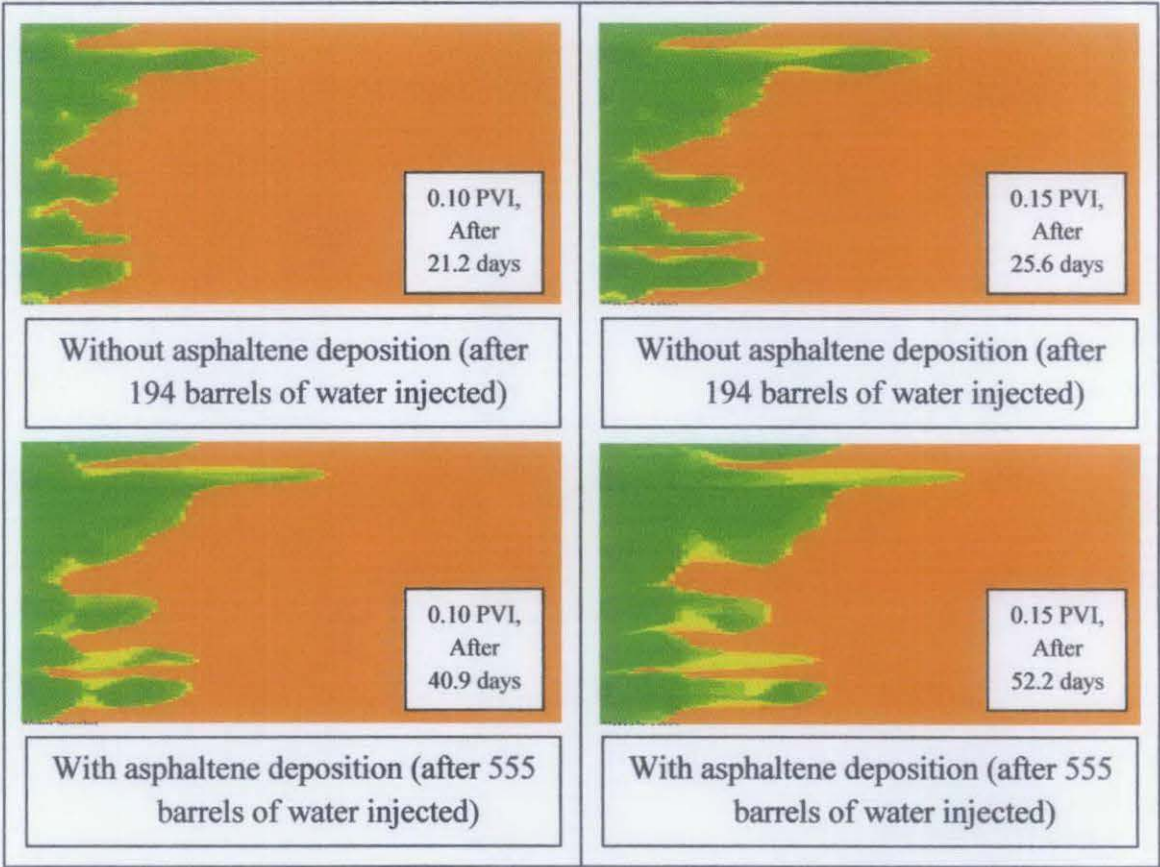 0.10 PVI,
After
21.2 days
0.15 PVI,
After
25.6 days
Without asphaltene deposition (after
194 barrels of water injected)
Without asphaltene deposition (after
194 barrels of water injected)
0.10 PVI,
After
40.9 days
0.15 PVI,
After
52.2 days
With asphaltene deposition (after 555
barrels of water injected)
With asphaltene deposition (after 555
barrels of water injected)